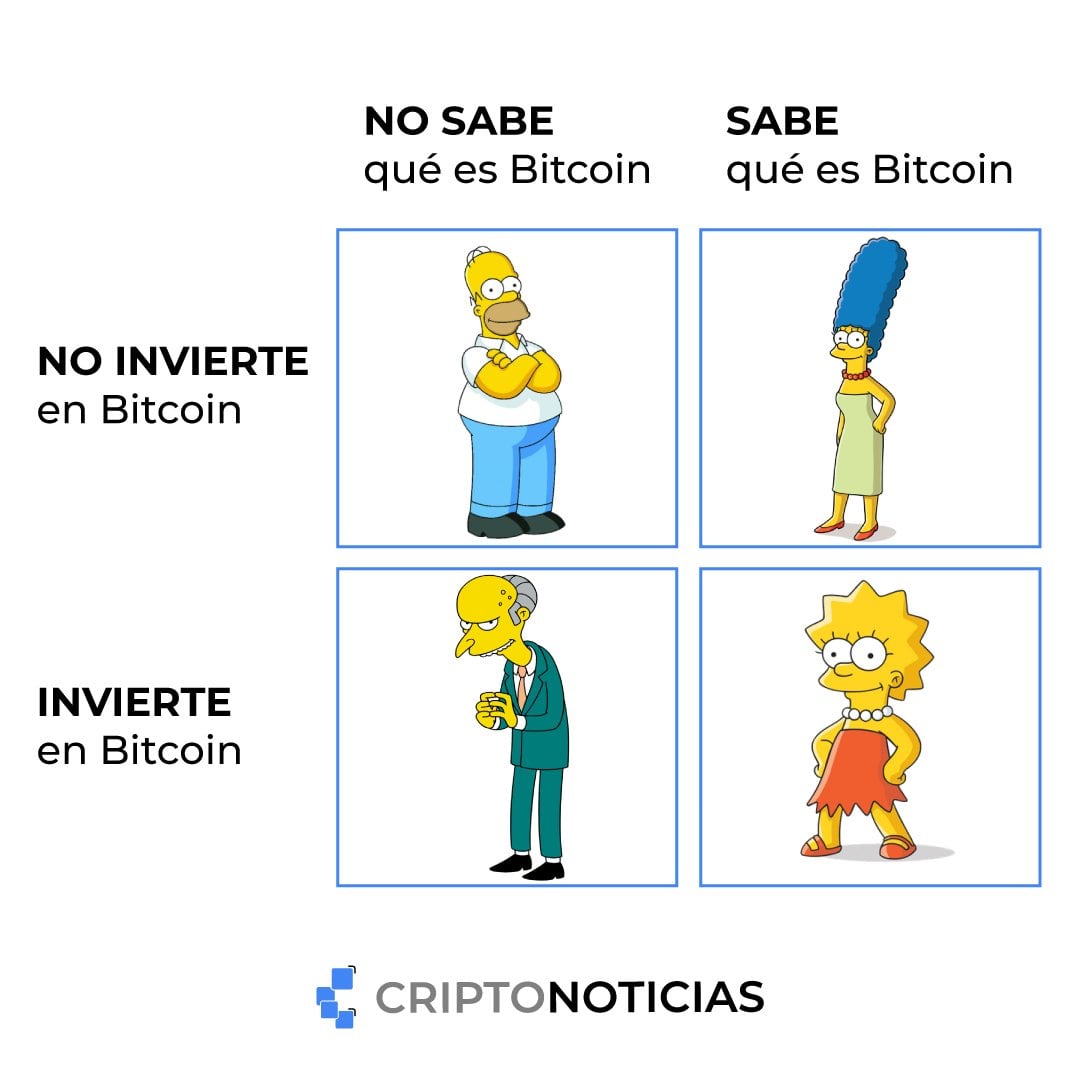 NO SABE
qué es Bitcoin
SABE
qué es Bitcoin
NO INVIERTE
en Bitcoin
INVIERTE
en Bitcoin
CRIPTONOTICIAS